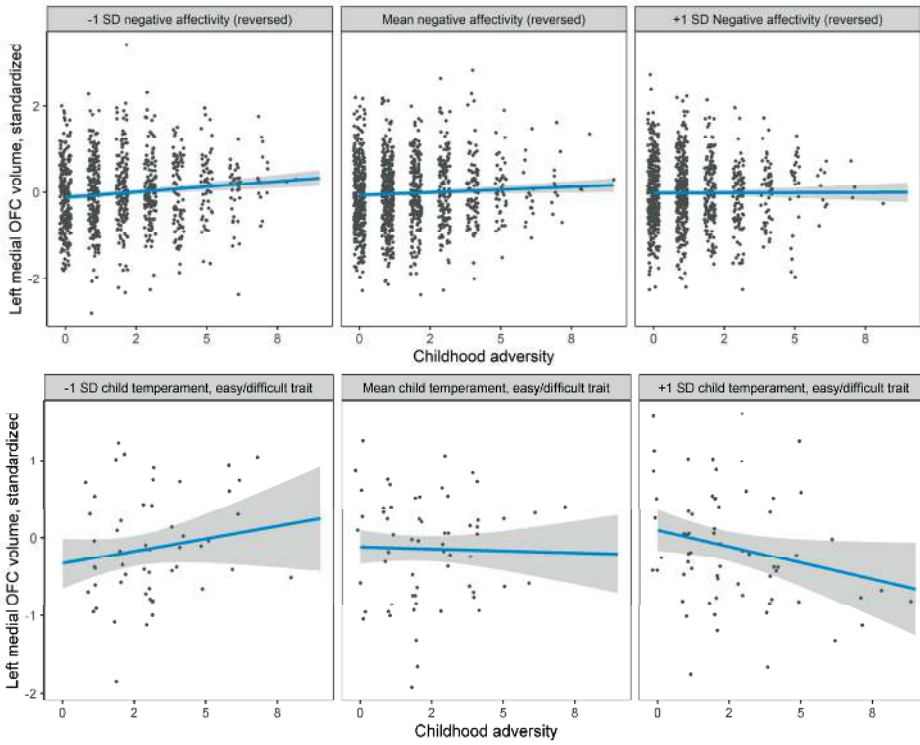 -1 SD negative affectivity (reversed)
Mean negative affectivity (reversed)
+1 SD Negative affectivity (reversed)
Left medial OFC volume, standardized
2
0
-2
0 2 5 8
0 2 5 8
0 2 5 8
Childhood adversity
-1 SD child temperament, easy/difficult trait
Mean child temperament, easy/difficult trait
+1 SD child temperament, easy/difficult trait
Left medial OFC volume, standardized
1
0
-1
-2
0 2 5 8
0 2 5 8
0 2 5 8
Childhood adversity